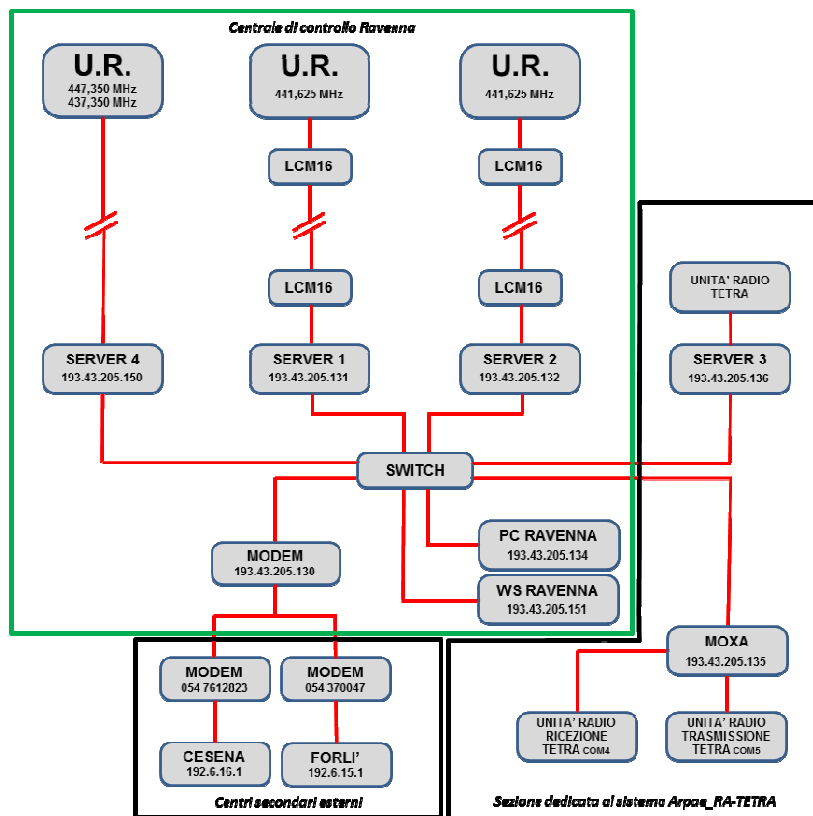 Centrale di controllo Ravenna
U.R.
447,350 MHz
437,350 MHz
U.R.
441,625 MHz
U.R.
441,625 MHz
LCM16
LCM16
LCM16
LCM16
UNITA' RADIO
TETRA
SERVER 4
193.43.205.150
SERVER 1
193.43.205.131
SERVER 2
193.43.205.132
SERVER 3
193.43.205.136
SWITCH
PC RAVENNA
193.43.205.134
MODEM
193.43.205.130
WS RAVENNA
193.43.205.151
MOXA
193.43.205.135
MODEM
054 7612823
MODEM
054 370047
UNITA' RADIO
RICEZIONE
TETRA COM4
UNITA' RADIO
TRASMISSIONE
TETRA COM5
CESENA
192.6.16.1
FORLI'
192.6.15.1
Centri secondari esterni
Sezione dedicata al sistema Arpae_RA-TETRA